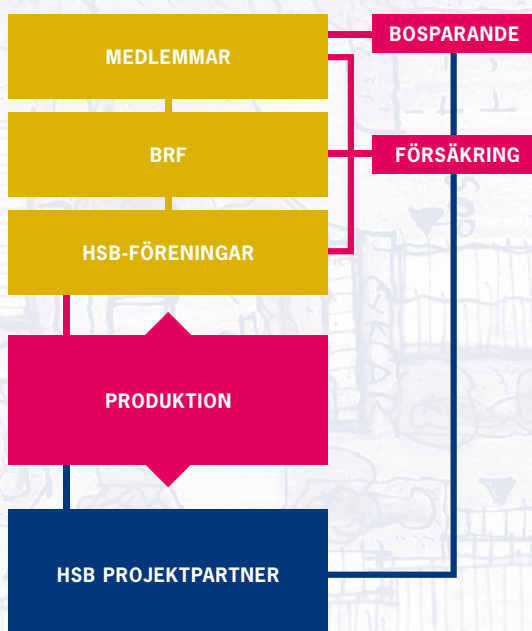 BOSPARANDE
MEDLEMMAR
BRF
FÖRSÄKRING
HSB-FÖRENINGAR
PRODUKTION
HSB PROJEKTPARTNER